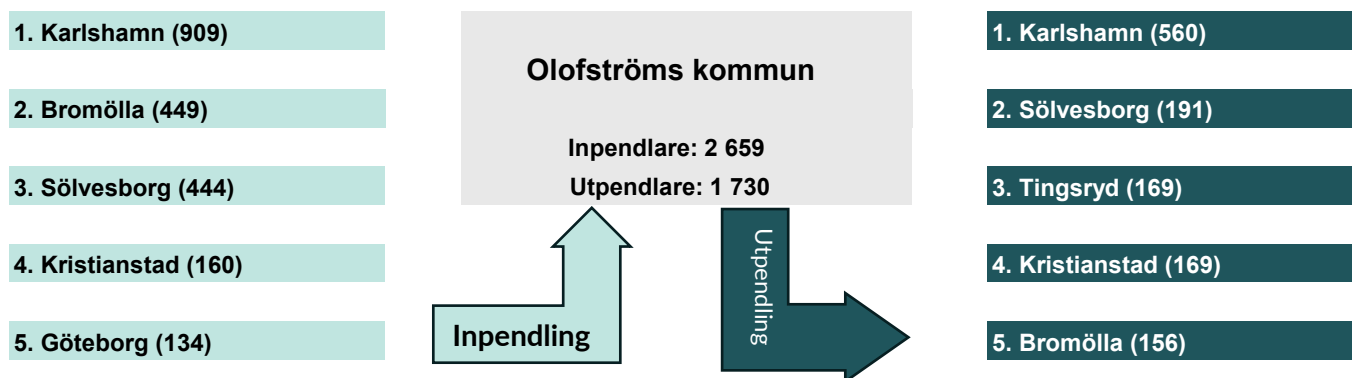 1. Karlshamn (909)
2. Bromölla (449)
3. Sölvesborg (444)
4. Kristianstad (160)
5. Göteborg (134)
Olofströms kommun
Inpendlare: 2 659
Utpendlare: 1 730
Inpendling
Utpendling
1. Karlshamn (560)
2. Sölvesborg (191)
3. Tingsryd (169)
4. Kristianstad (169)
5. Bromölla (156)